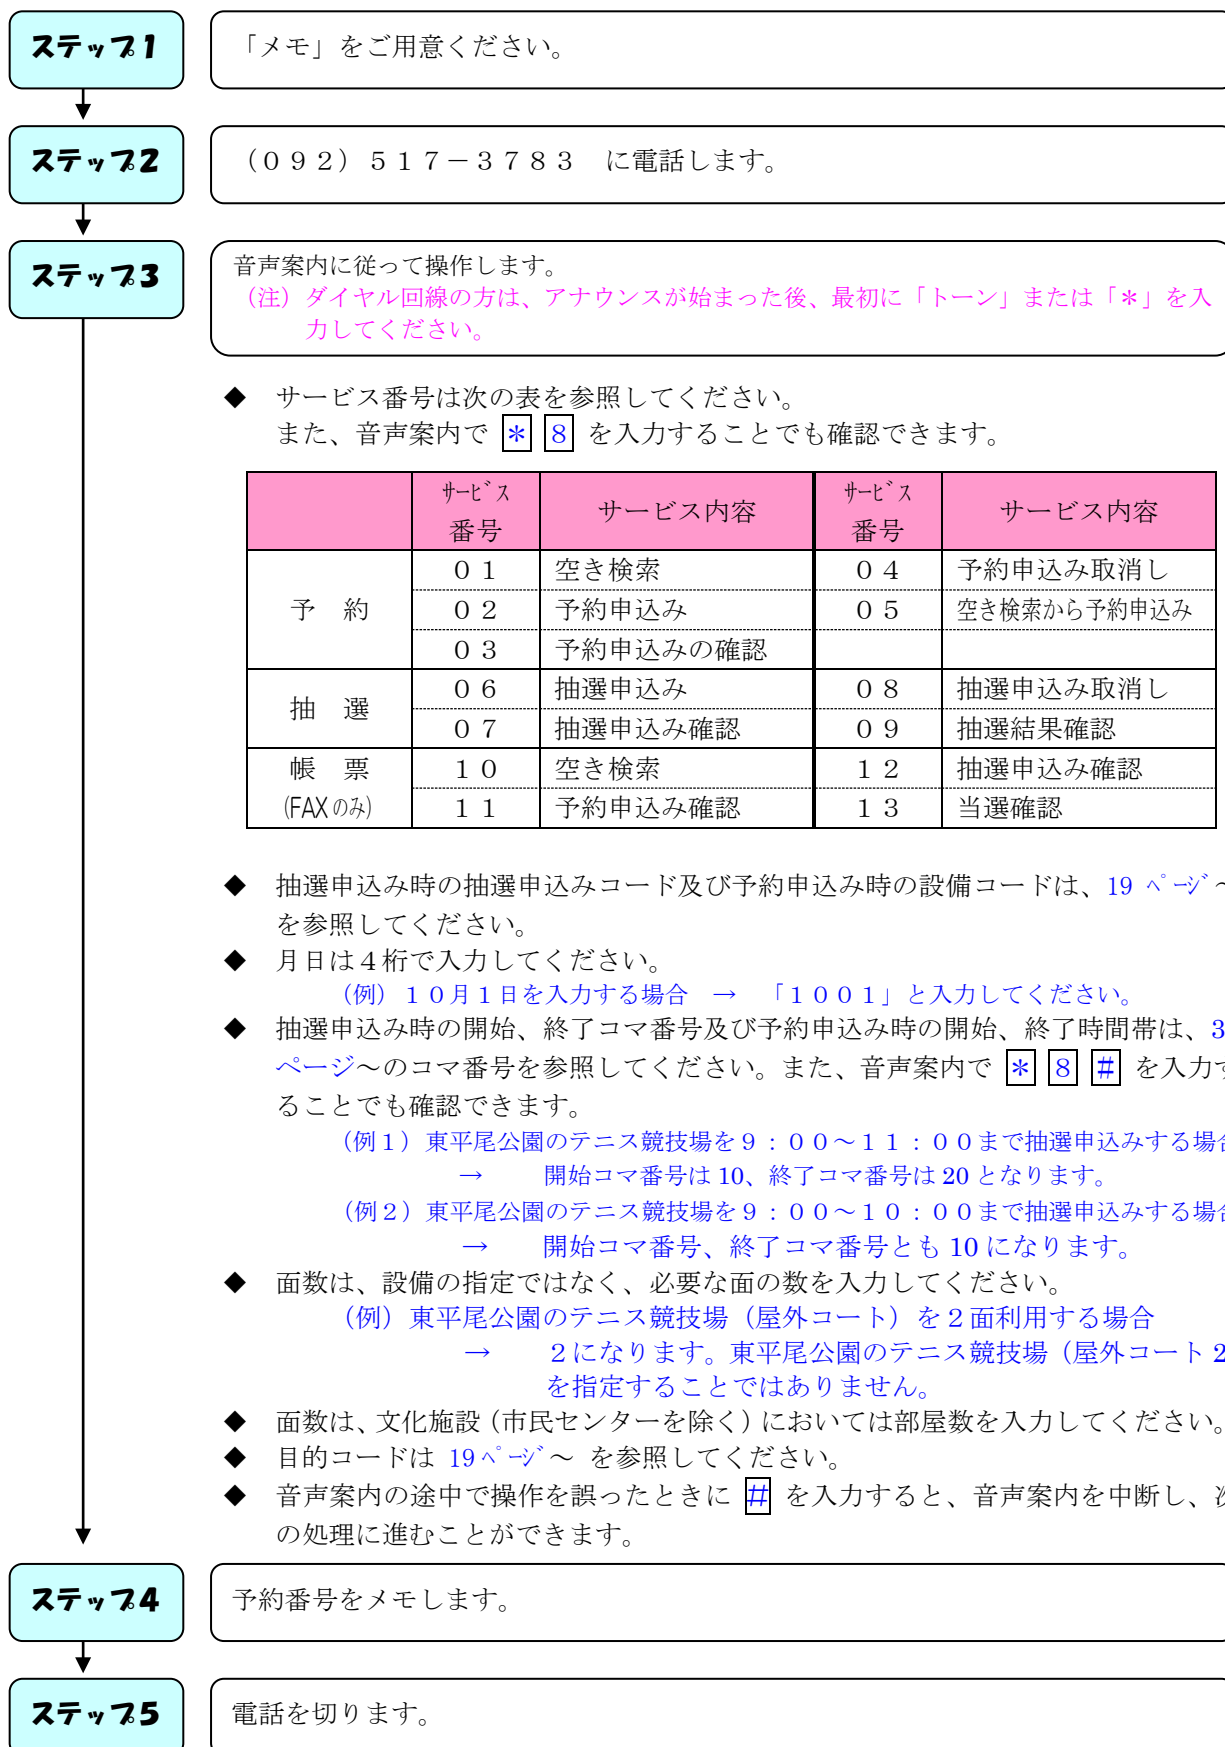 ステップ1
「メモ」をご用意ください。
ステップ2
（０９２）５１７－３７８３　に電話します。
ステップ3
音声案内に従って操作します。
（注）ダイヤル回線の方は、アナウンスが始まった後、最初に「トーン」または「＊」を入
力してください。
◆　サービス番号は次の表を参照してください。
また、音声案内で ＊ 8 を入力することでも確認できます。
ｻｰﾋﾞｽ番号　サービス内容　ｻｰﾋﾞｽ番号　サービス内容
予　約
０１　空き検索　０４　予約申込み取消し
０２　予約申込み　０５　空き検索から予約申込み
０３　予約申込みの確認
抽　選
０６　抽選申込み　０８　抽選申込み取消し
０７　抽選申込み確認　０９　抽選結果確認
帳　票
(FAXのみ)
１０　空き検索　１２　抽選申込み確認
１１　予約申込み確認　１３　当選確認
◆　抽選申込み時の抽選申込みコード及び予約申込み時の設備コードは、19 ﾍﾟｰｼﾞ～
を参照してください。
◆　月日は４桁で入力してください。
（例）１０月１日を入力する場合　→　「１００１」と入力してください。
◆　抽選申込み時の開始、終了コマ番号及び予約申込み時の開始、終了時間帯は、3
ページ～のコマ番号を参照してください。また、音声案内で ＊ 8 # を入力す
ることでも確認できます。
（例１）東平尾公園のテニス競技場を９：００～１１：００まで抽選申込みする場合
→　開始コマ番号は 10、終了コマ番号は 20 となります。
（例２）東平尾公園のテニス競技場を９：００～１０：００まで抽選申込みする場合
→　開始コマ番号、終了コマ番号とも 10 になります。
◆　面数は、設備の指定ではなく、必要な面の数を入力してください。
（例）東平尾公園のテニス競技場（屋外コート）を２面利用する場合
→　２になります。東平尾公園のテニス競技場（屋外コート 2
を指定することではありません。
◆　面数は、文化施設（市民センターを除く）においては部屋数を入力してください。
◆　目的コードは 19ﾍﾟｰｼﾞ～ を参照してください。
◆　音声案内の途中で操作を誤ったときに # を入力すると、音声案内を中断し、次
の処理に進むことができます。
ステップ4
予約番号をメモします。
ステップ5
電話を切ります。